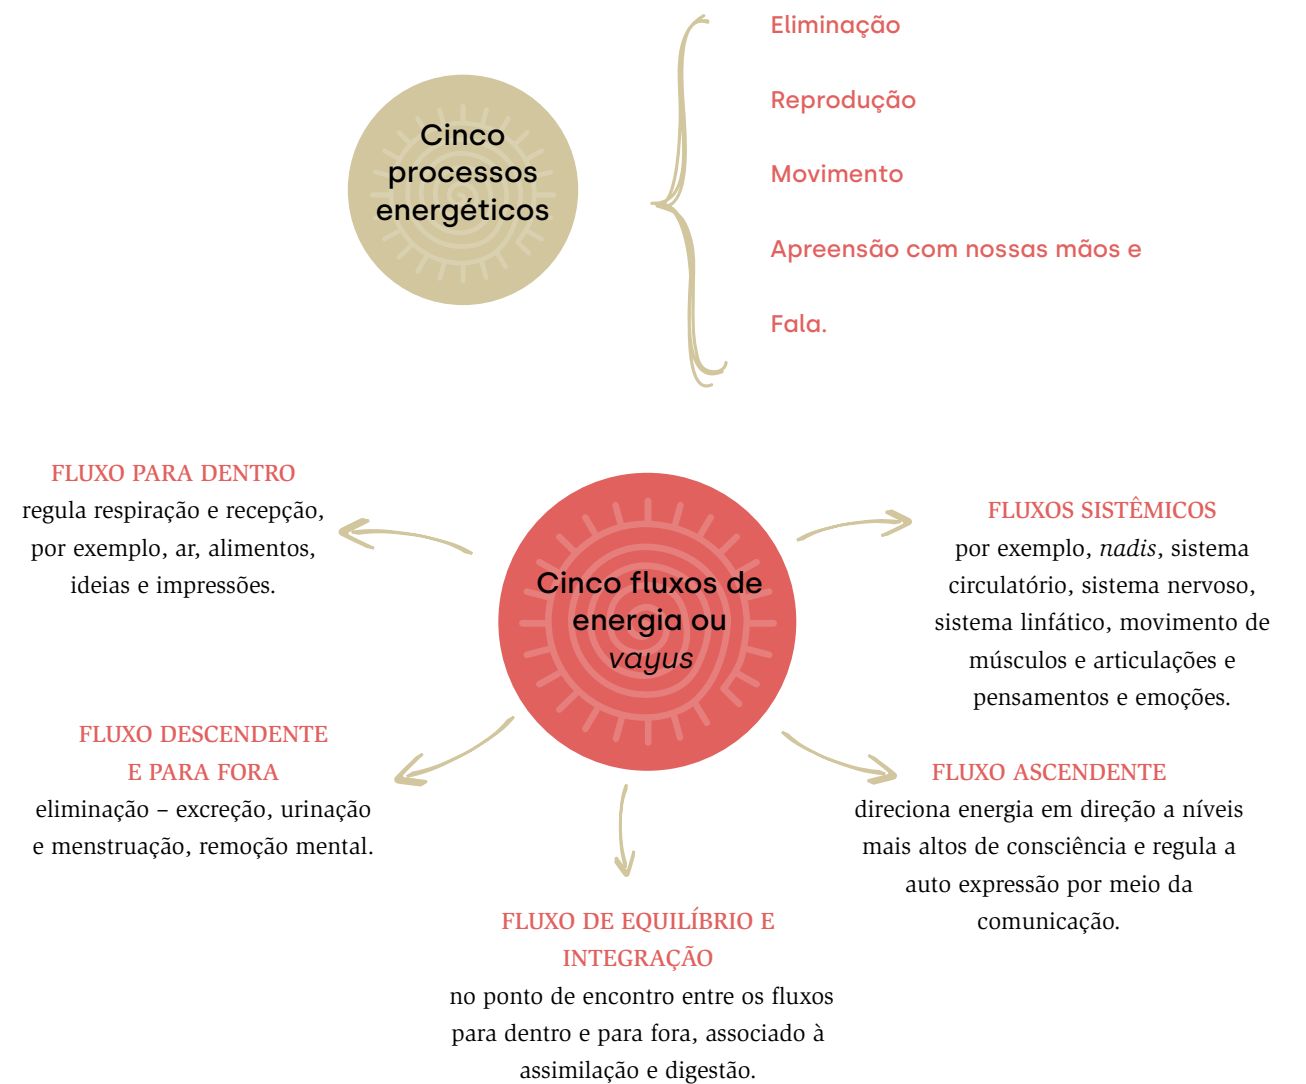 Cinco
processos
energéticos
Eliminação
Reprodução
Movimento
Apreensão com nossas mãos e
Fala.
Cinco fluxos de
energia ou
vayus
FLUXO PARA DENTRO
regula respiração e recepção,
por exemplo, ar, alimentos,
ideias e impressões.
FLUXOS SISTÊMICOS
por exemplo, nadis, sistema
circulatório, sistema nervoso,
sistema linfático, movimento de
músculos e articulações e
pensamentos e emoções.
FLUXO DESCENDENTE
E PARA FORA
eliminação – excreção, urinação
e menstruação, remoção mental.
FLUXO ASCENDENTE
direciona energia em direção a níveis
mais altos de consciência e regula a
auto expressão por meio da
comunicação.
FLUXO DE EQUILÍBRIO E
INTEGRAÇÃO
no ponto de encontro entre os fluxos
para dentro e para fora, associado à
assimilação e digestão.